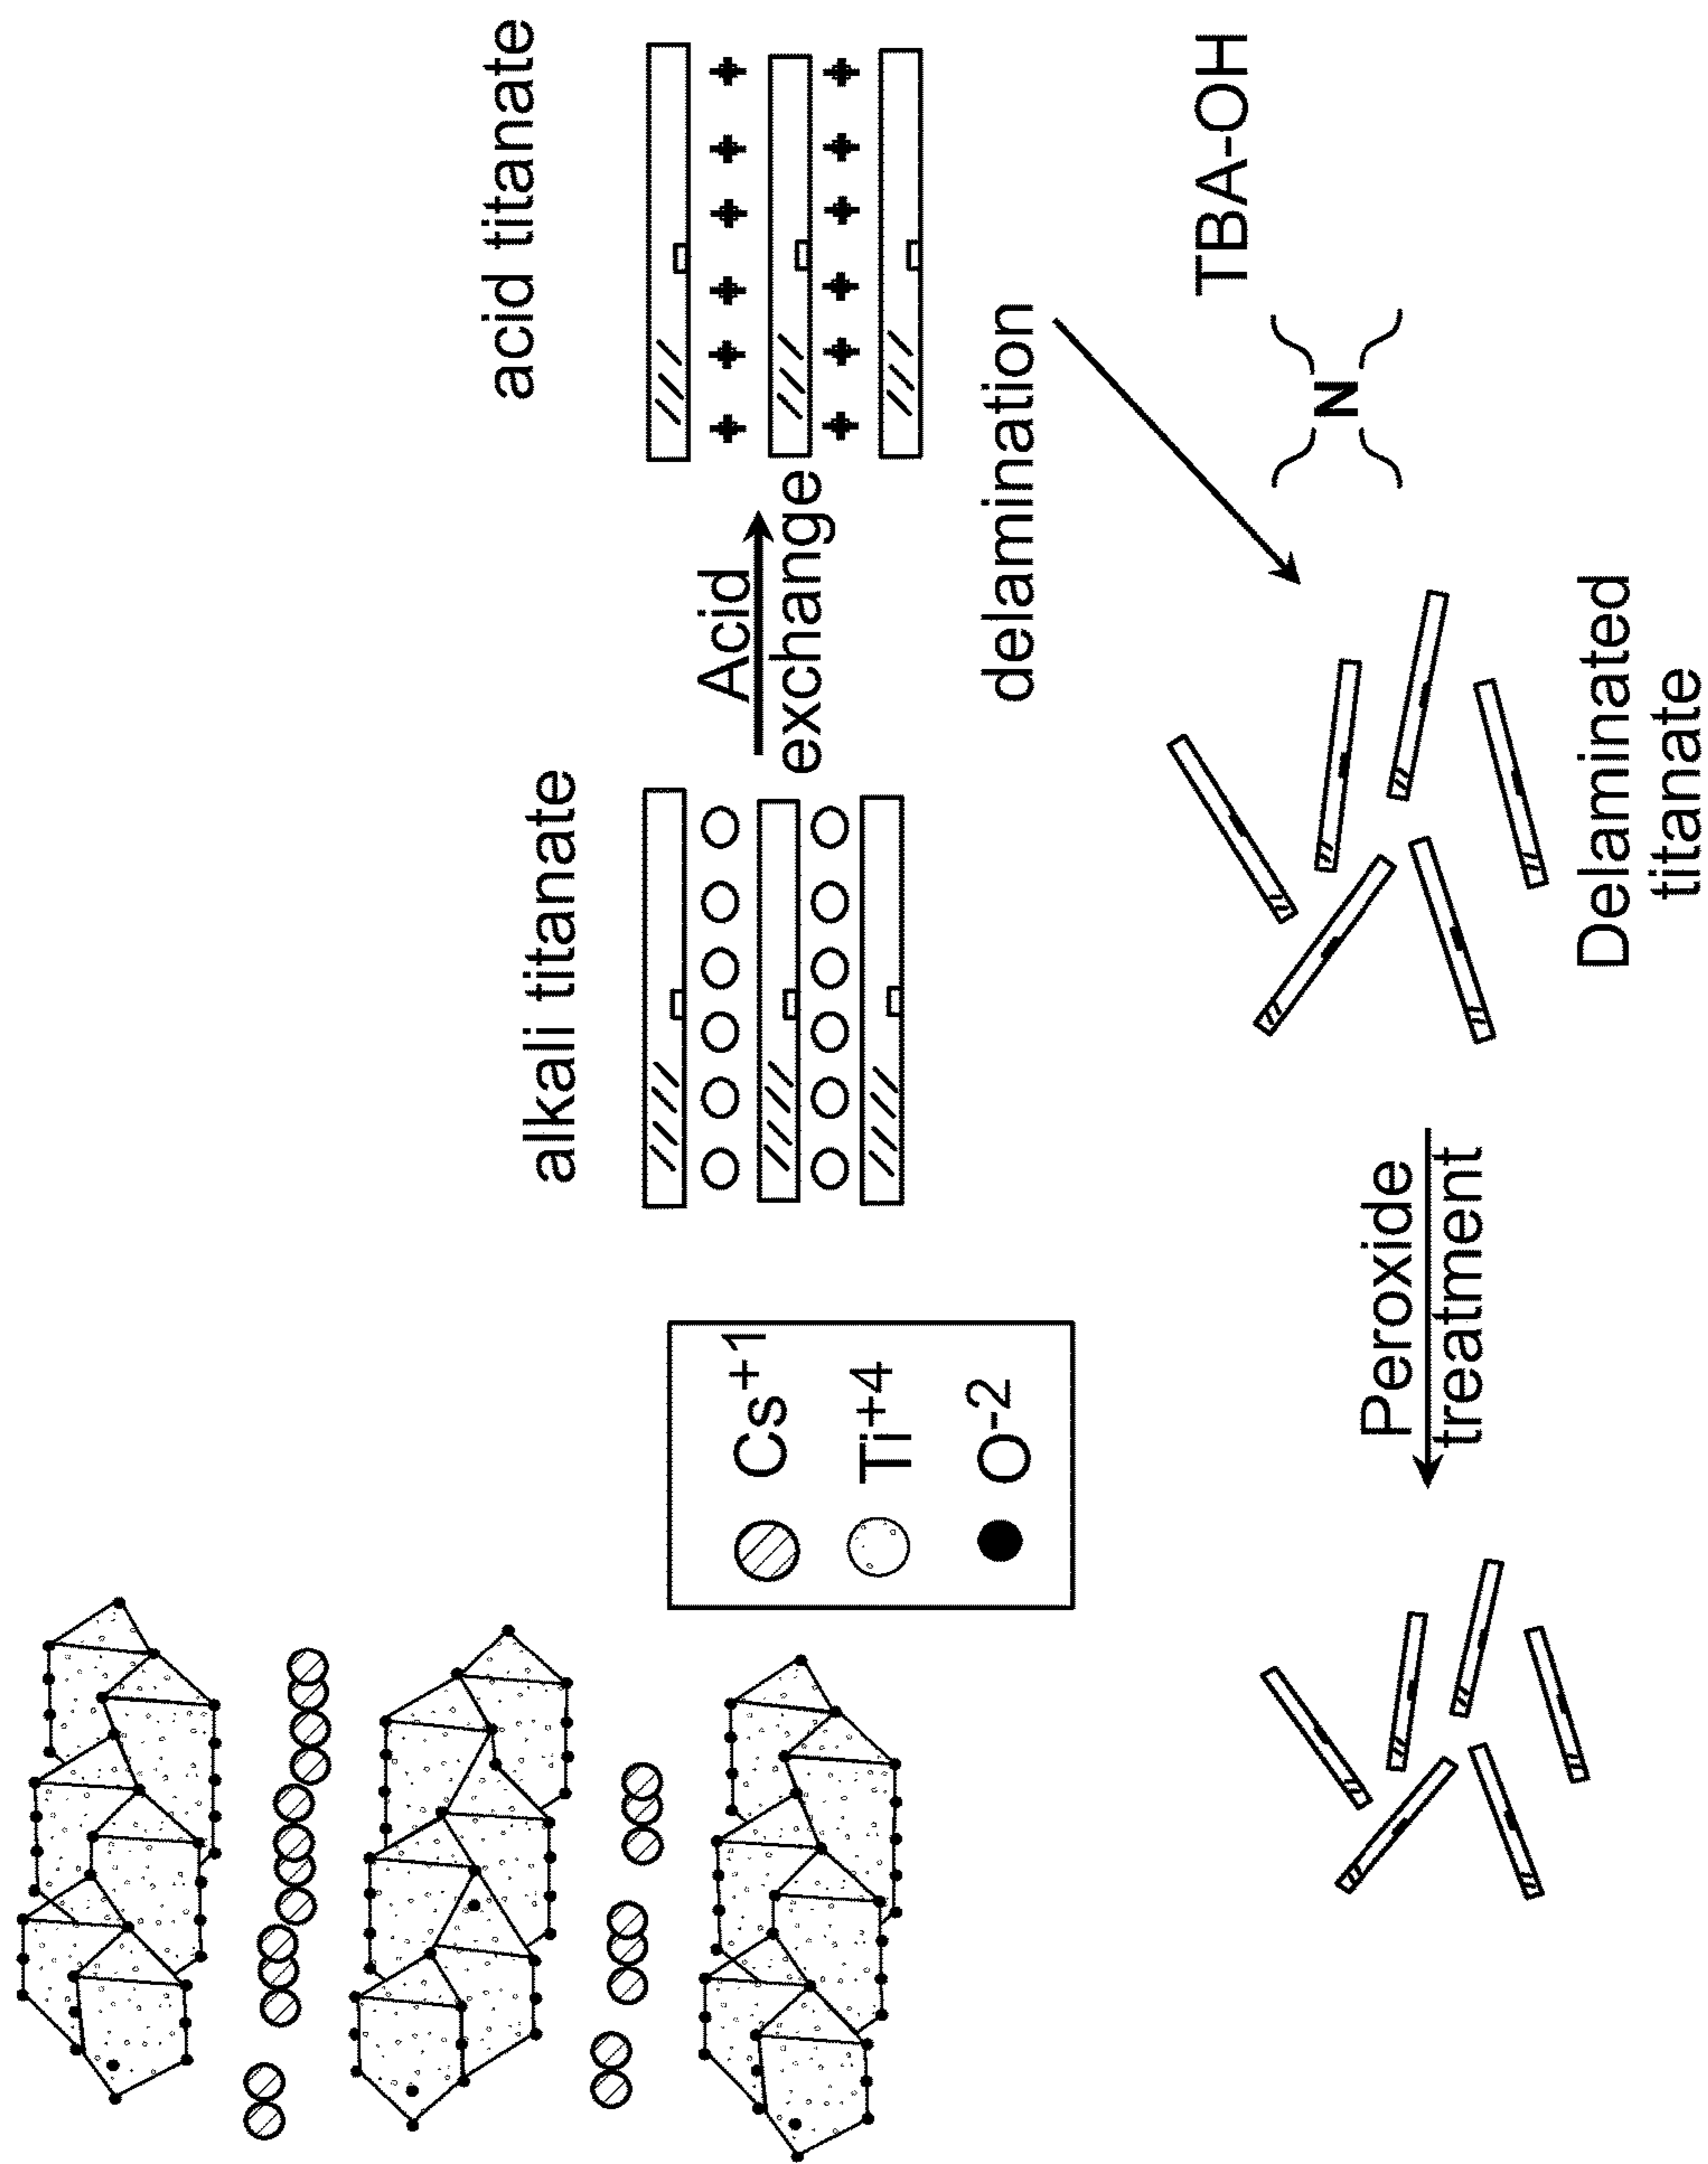 alkali titanate
acid titanate
Acid
exchange
Cs+1
Ti+4
O-2
delamination
TBA-OH
N
Delaminated
titanate
Peroxide
treatment